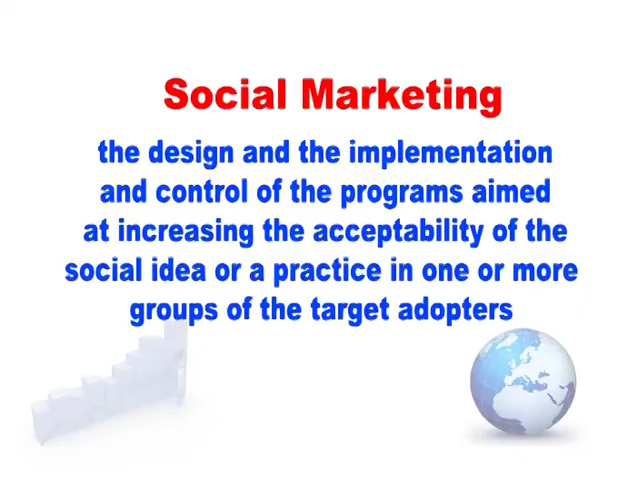 Social Marketing
the design and the implementation
and control of the programs aimed
at increasing the acceptability of the
social idea or a practice in one or more
groups of the target adopters